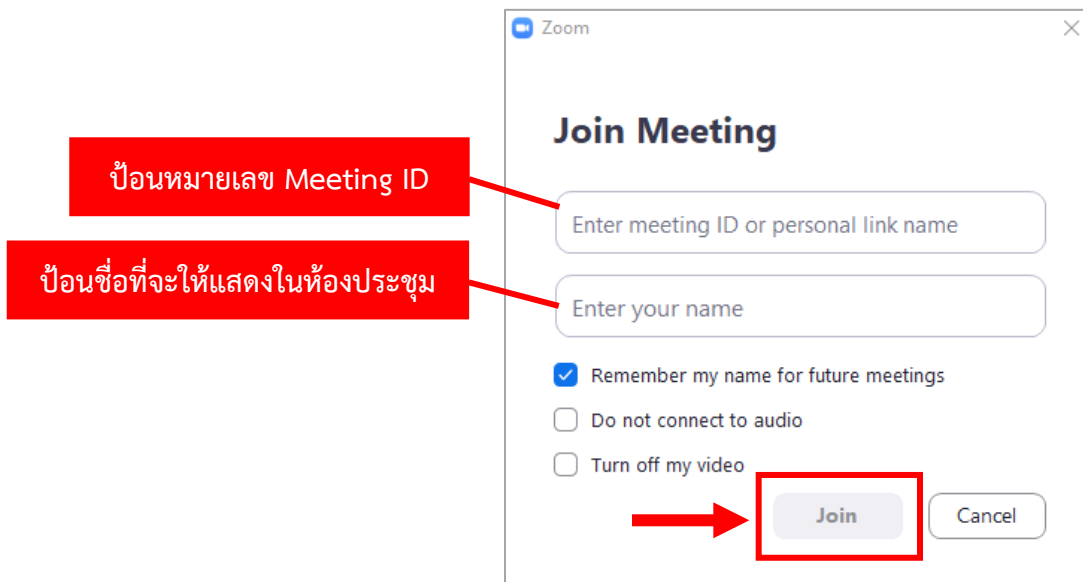 Zoom
Join Meeting
ป้อนหมายเลข Meeting ID
Enter meeting ID or personal link name
ป้อนชื่อที่จะให้แสดงในห้องประชุม
Enter your name
Remember my name for future meetings
Do not connect to audio
Turn off my video
Join
Cancel